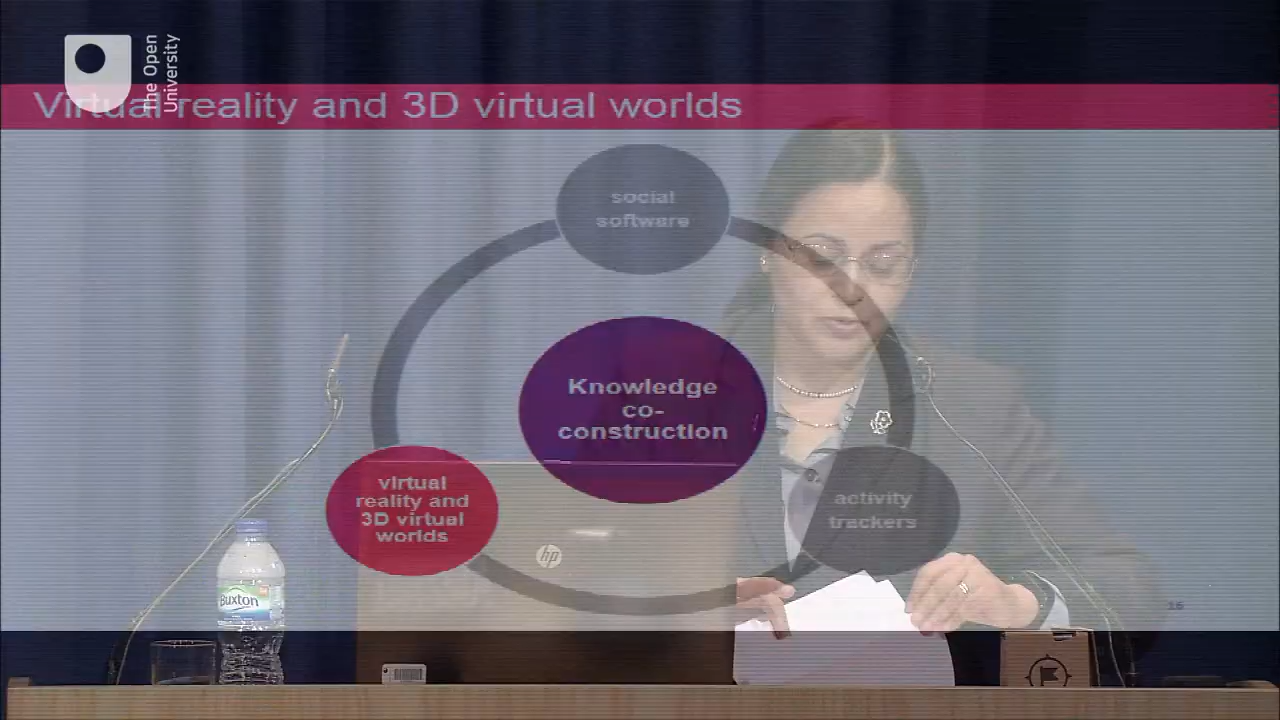 The Open
University
Virtual reality and 3D virtual worlds
social
software
Knowledge
co-
construction
virtual
reality and
3D virtual
worlds
activity
trackers
hp
Buxton
16